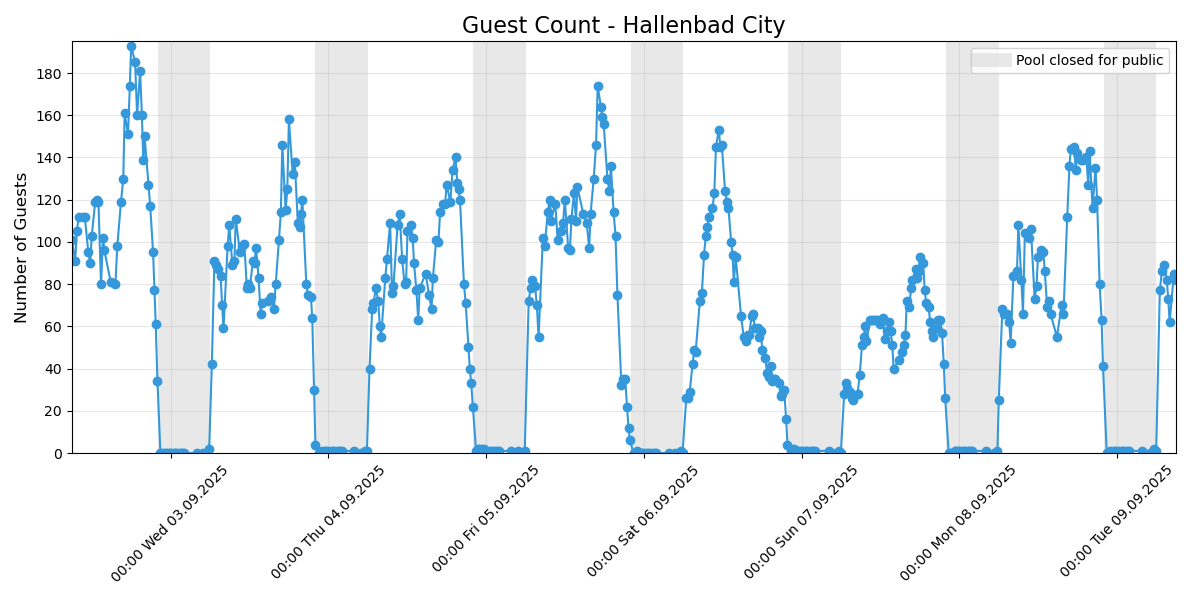 Guest Count - Hallenbad City
Pool closed for public
Number of Guests
180
160
140
120
100
80
60
40
20
0
00:00 Wed 03.09.2025
00:00 Thu 04.09.2025
00:00 Fri 05.09.2025
00:00 Sat 06.09.2025
00:00 Sun 07.09.2025
00:00 Mon 08.09.2025
00:00 Tue 09.09.2025